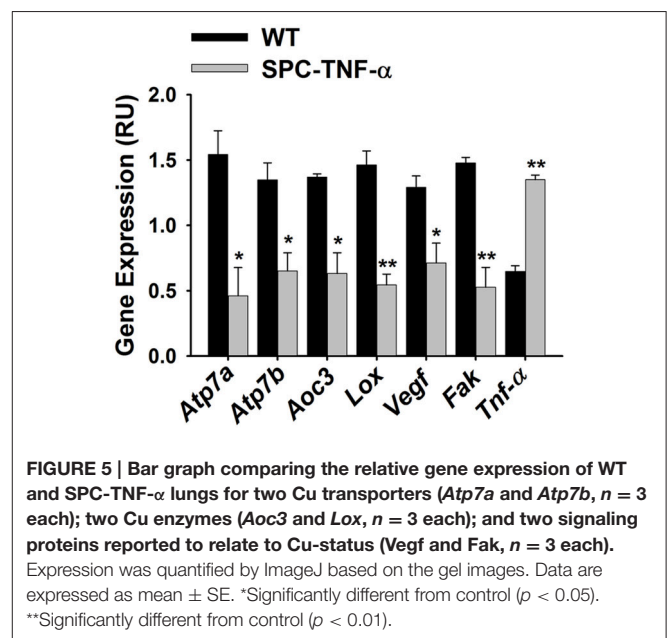 WT
SPC-TNF-α
Gene Expression (RU)
2.0
1.5
1.0
0.5
0.0
* * * ** * ** **
Atp7a Atp7b Aoc3 Lox Vegf Fak Tnf-α
FIGURE 5 | Bar graph comparing the relative gene expression of WT
and SPC-TNF-α lungs for two Cu transporters (Atp7a and Atp7b, n = 3
each); two Cu enzymes (Aoc3 and Lox, n = 3 each); and two signaling
proteins reported to relate to Cu-status (Vegf and Fak, n = 3 each).
Expression was quantified by ImageJ based on the gel images. Data are
expressed as mean ± SE. *Significantly different from control (p < 0.05).
**Significantly different from control (p < 0.01).